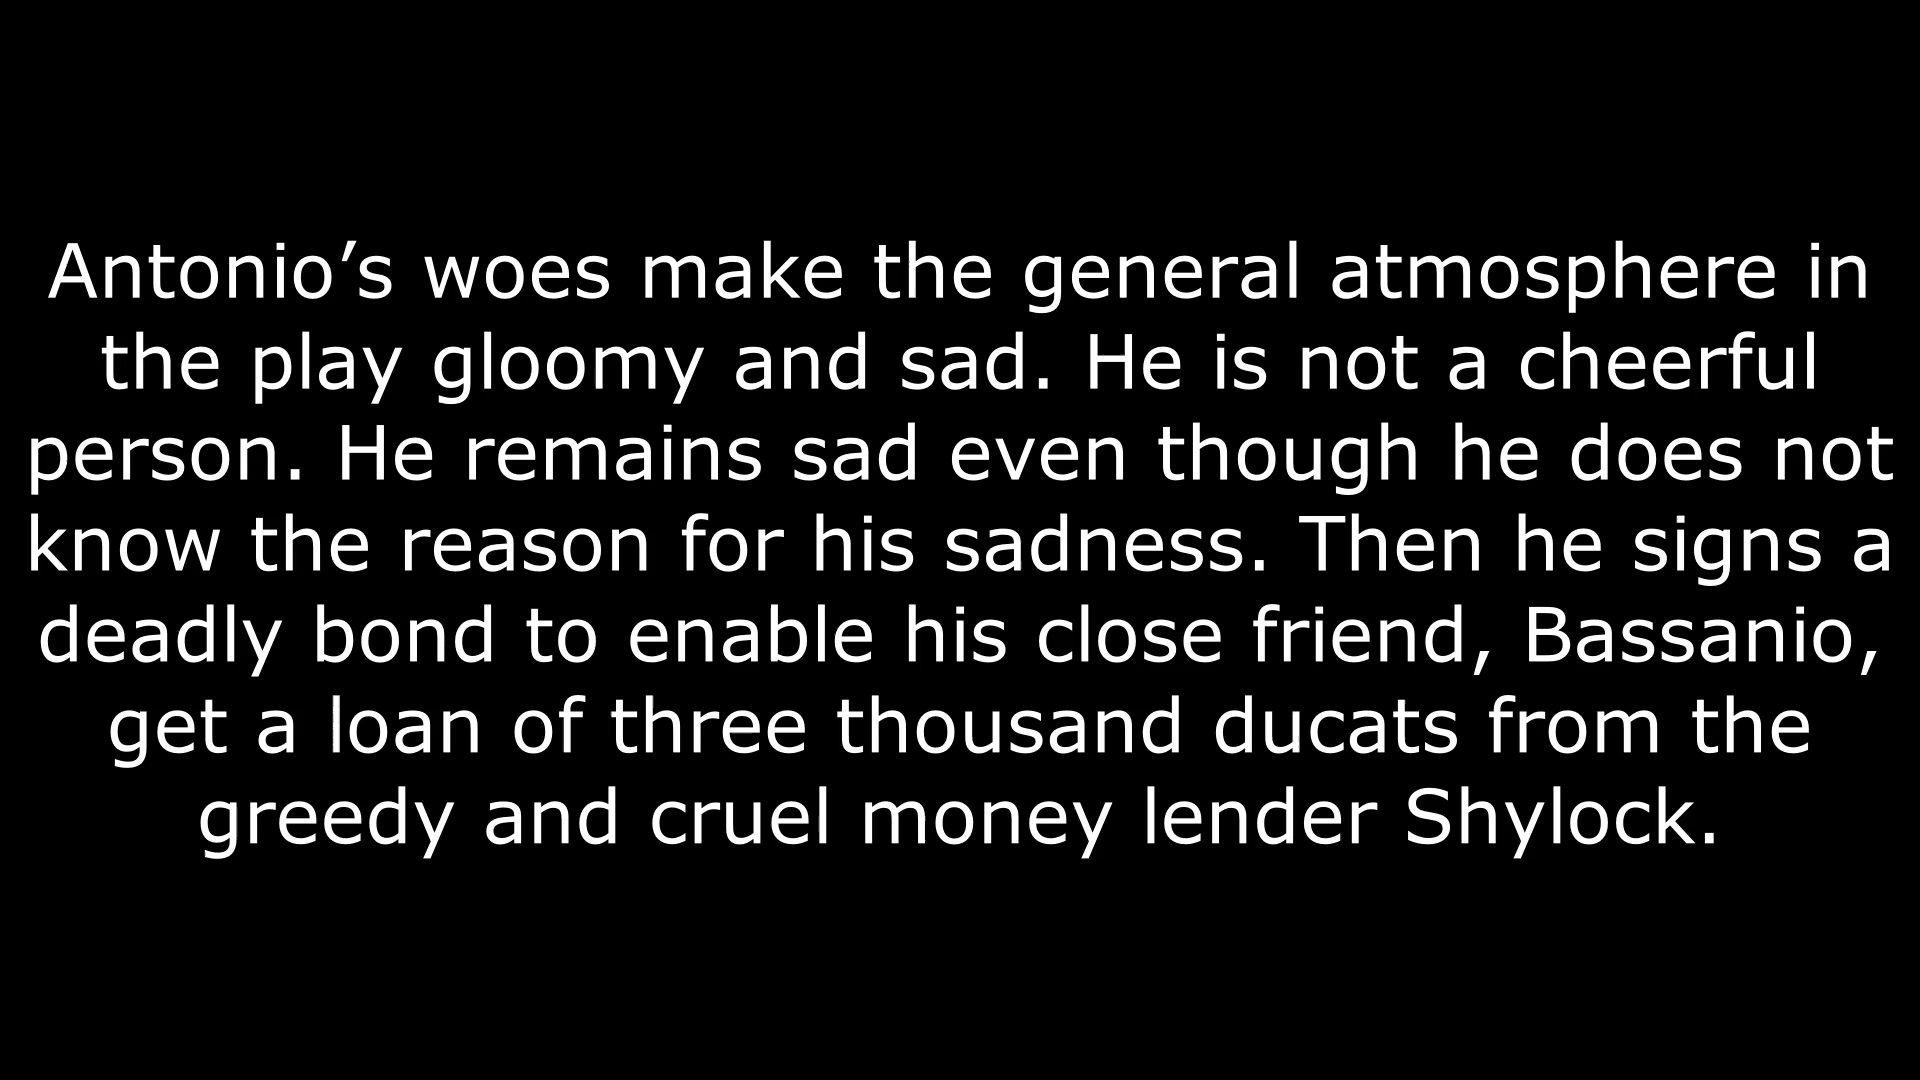 Antonio’s woes make the general atmosphere in
the play gloomy and sad. He is not a cheerful
person. He remains sad even though he does not
know the reason for his sadness. Then he signs a
deadly bond to enable his close friend, Bassanio,
get a loan of three thousand ducats from the
greedy and cruel money lender Shylock.